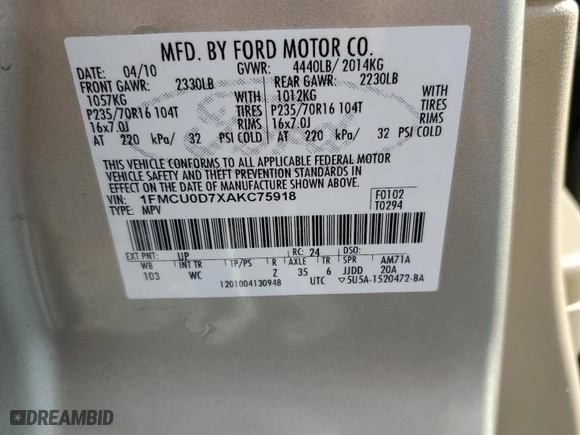 MFD. BY FORD MOTOR CO.
DATE: 04/10 GVWR: 4440LB/ 2014KG
FRONT GAWR: 2330LB REAR GAWR: 2230LB
1057KG WITH 1012KG WITH
P235/70R16 104T TIRES P235/70R16 104T TIRES
16x7.0J RIMS 16x7.0J RIMS
AT 220 kPa/ 32 PSI COLD AT 220 kPa/ 32 PSI COLD
THIS VEHICLE CONFORMS TO ALL APPLICABLE FEDERAL MOTOR
VEHICLE SAFETY AND THEFT PREVENTION STANDARDS IN
EFFECT ON THE DATE OF MANUFACTURE SHOWN ABOVE.
VIN: 1FMCU0D7XAKC75918 F0102
TYPE: MPV T0294
EXT PNT: UP RC: 24 AM71A
WB INT TR TP/PS R AXLE TR SPR
103 WC Z 35 6 JJDD 20A
1201004130948 UTC ▽5U5A-1520472-BA
DREAMBID